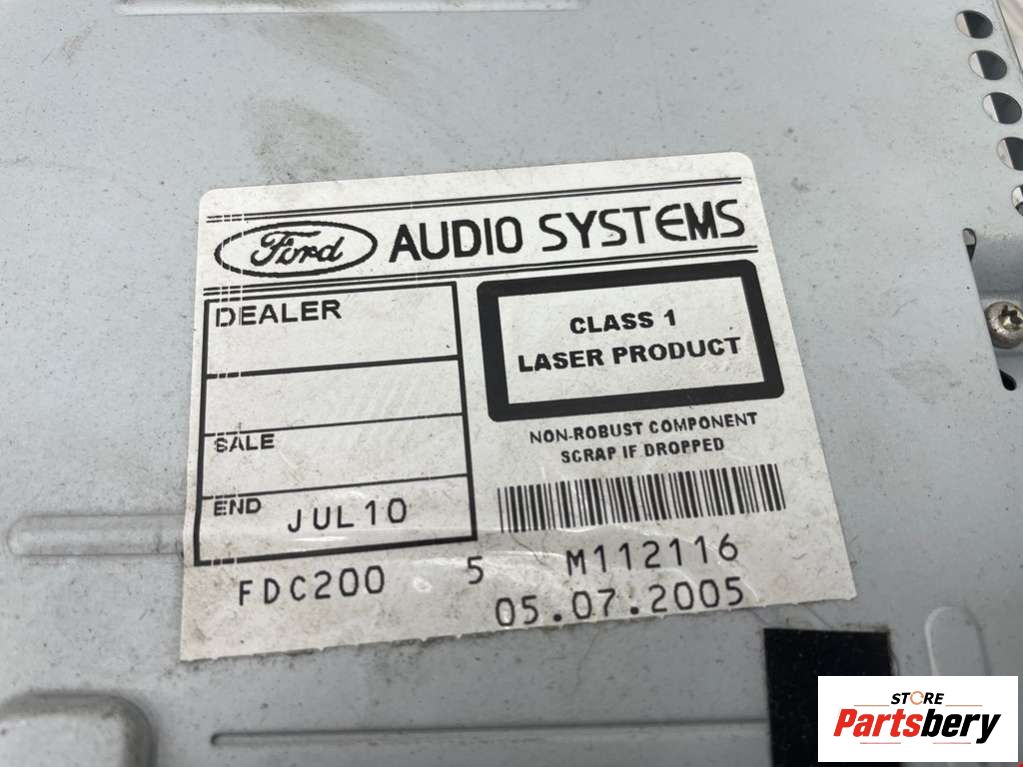 Ford AUDIO SYSTEMS
DEALER
SALE
END JUL10
CLASS 1
LASER PRODUCT
NON-ROBUST COMPONENT
SCRAP IF DROPPED
FDC200 5 M112116
05.07.2005
STORE
Partsbery